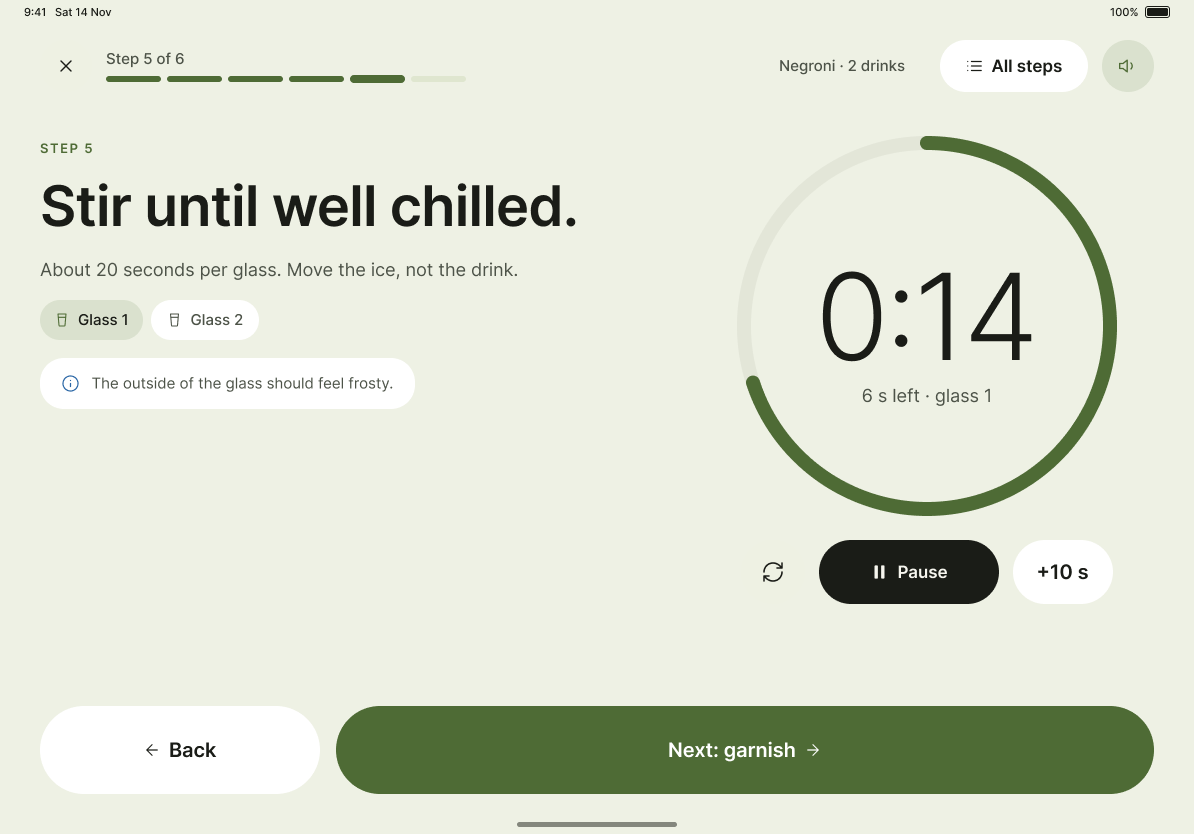 9:41 Sat 14 Nov
100%
Step 5 of 6
Negroni · 2 drinks
All steps
STEP 5
Stir until well chilled.
About 20 seconds per glass. Move the ice, not the drink.
Glass 1
Glass 2
The outside of the glass should feel frosty.
0:14
6 s left · glass 1
Pause
+10 s
Back
Next: garnish